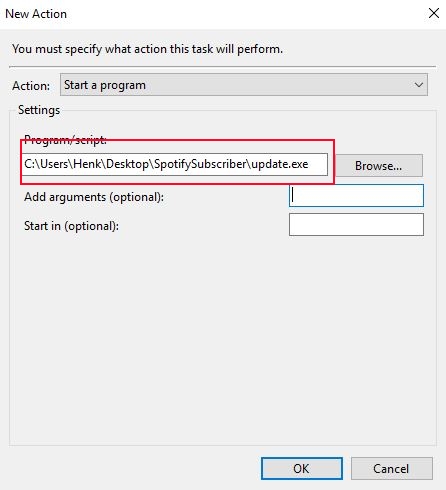 New Action
You must specify what action this task will perform.
Action: Start a program
Settings
Program/script:
C:\Users\Henk\Desktop\SpotifySubscriber\update.exe Browse...
Add arguments (optional):
Start in (optional):
OK Cancel